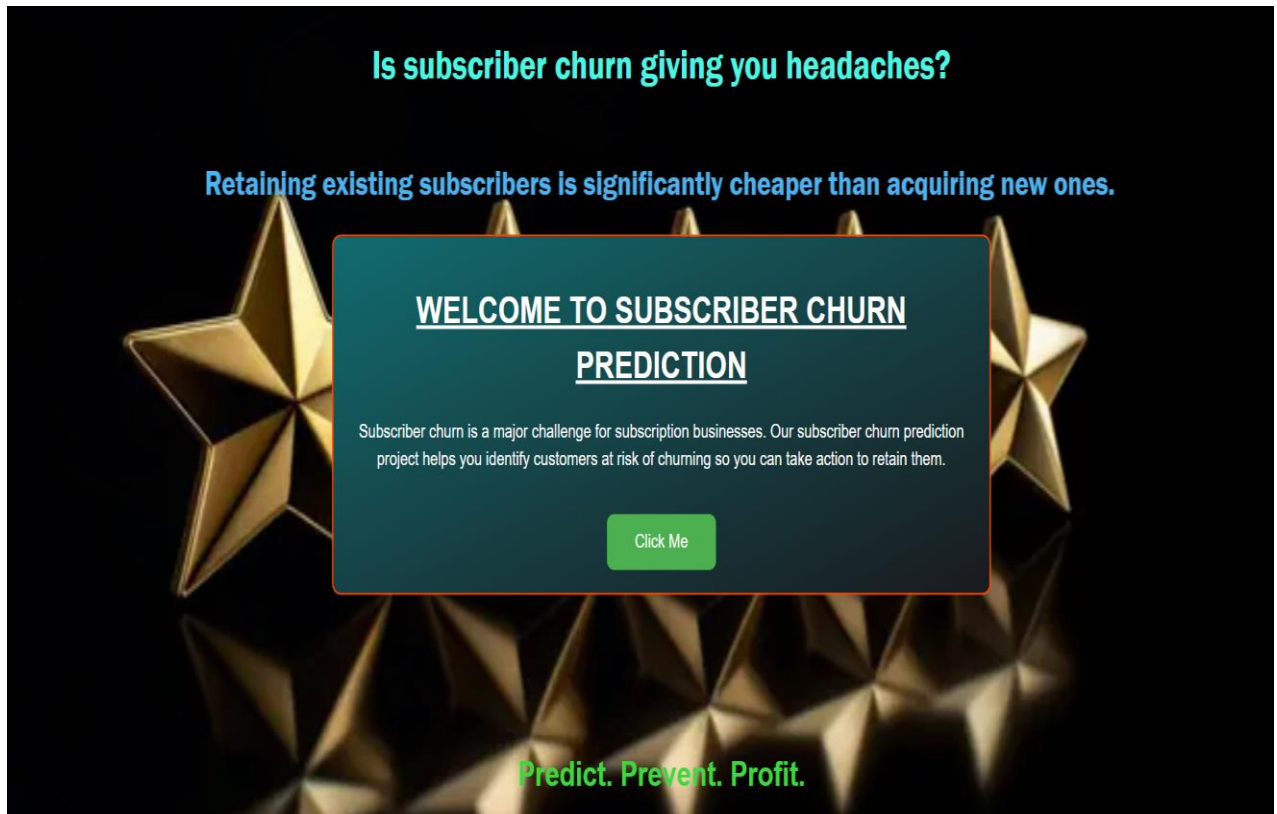 Is subscriber churn giving you headaches?
Retaining existing subscribers is significantly cheaper than acquiring new ones.
WELCOME TO SUBSCRIBER CHURN
PREDICTION
Subscriber churn is a major challenge for subscription businesses. Our subscriber churn prediction
project helps you identify customers at risk of churning so you can take action to retain them.
Click Me
Predict. Prevent. Profit.